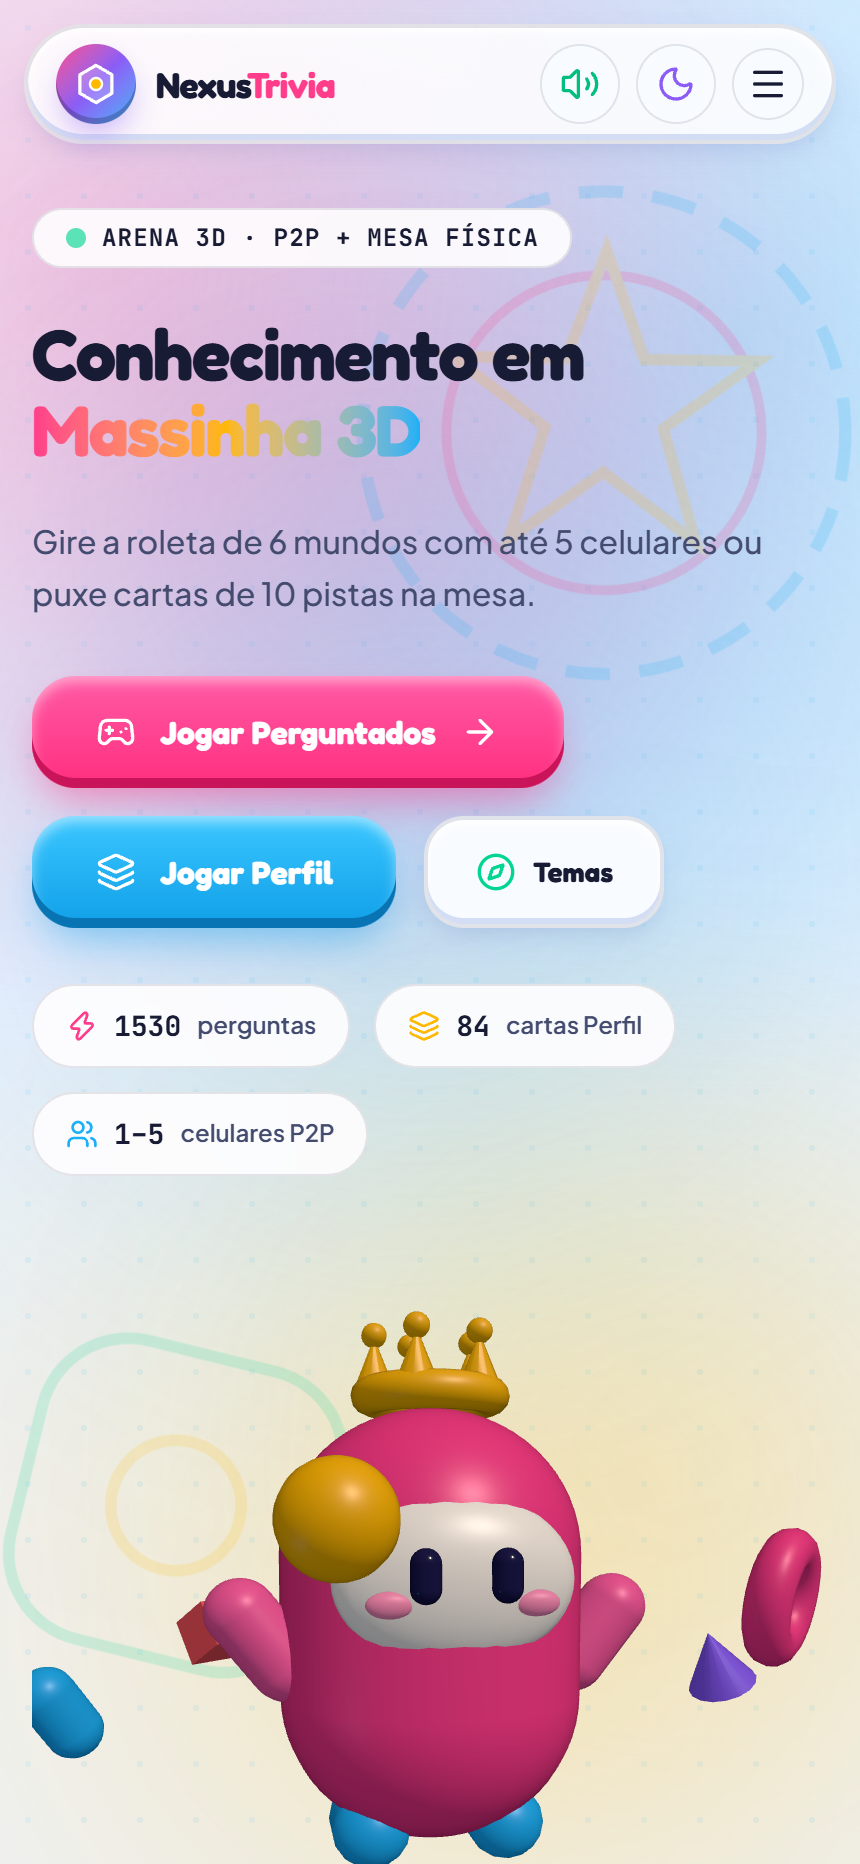 NexusTrivia
ARENA 3D · P2P + MESA FÍSICA
Conhecimento em
Massinha 3D
Gire a roleta de 6 mundos com até 5 celulares ou
puxe cartas de 10 pistas na mesa.
Jogar Perguntados
Jogar Perfil
Temas
1530 perguntas
84 cartas Perfil
1–5 celulares P2P